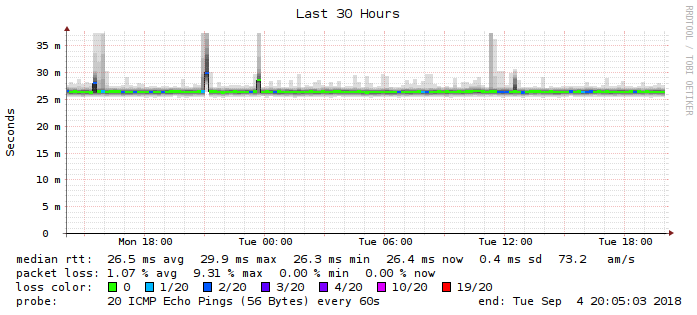 Last 30 Hours
RRDTOOL / TOBI OETIKER
Seconds
35 m
30 m
25 m
20 m
15 m
10 m
5 m
0
Mon 18:00 Tue 00:00 Tue 06:00 Tue 12:00 Tue 18:00
median rtt: 26.5 ms avg 29.9 ms max 26.3 ms min 26.4 ms now 0.4 ms sd 73.2 am/s
packet loss: 1.07 % avg 9.31 % max 0.00 % min 0.00 % now
loss color: 0 1/20 2/20 3/20 4/20 10/20 19/20
probe: 20 ICMP Echo Pings (56 Bytes) every 60s end: Tue Sep 4 20:05:03 2018